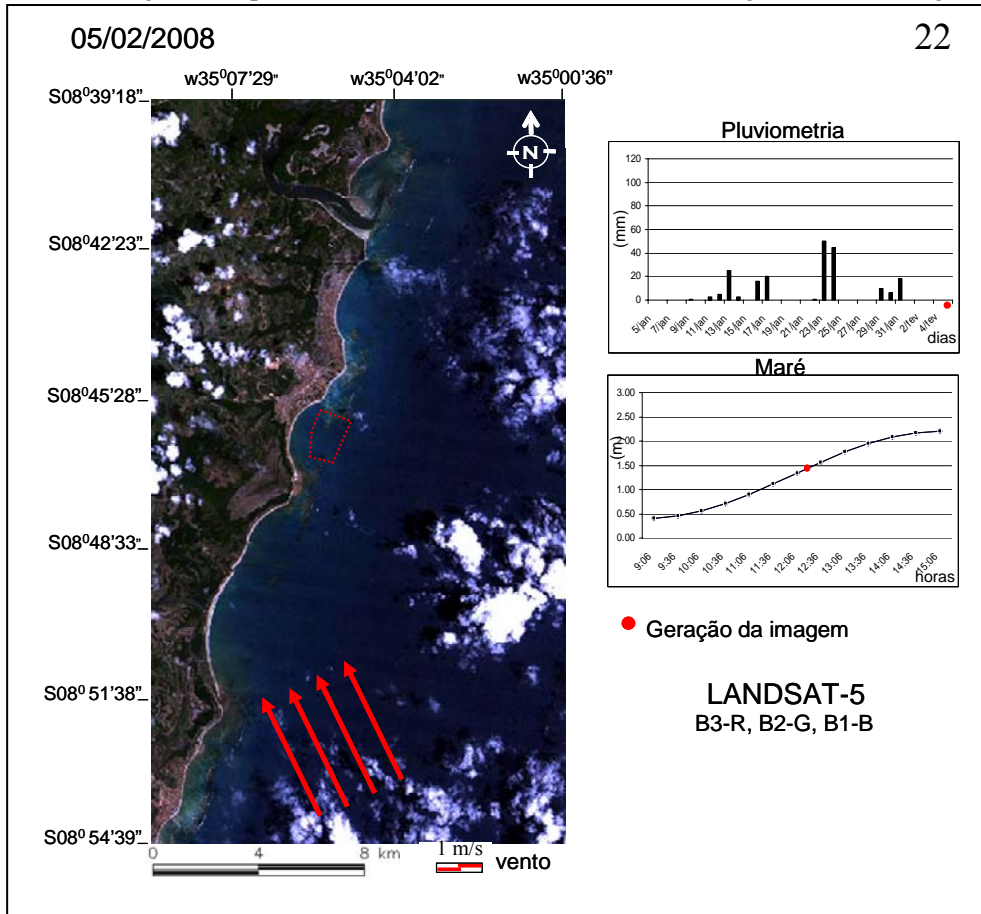 05/02/2008
22
w35⁰07'29"
w35⁰04'02"
w35⁰00'36"
S08⁰39'18"
S08⁰42'23"
S08⁰45'28"
S08⁰48'33"
S08⁰ 51'38"
S08⁰ 54'39"
N
0 4 8 km
1 m/s
vento
Pluviometria
120
100
80
60
40
20
0
(mm)
5/jan 7/jan 9/jan 11/jan 13/jan 15/jan 17/jan 19/jan 21/jan 23/jan 25/jan 27/jan 29/jan 31/jan 2/fev 4/fev
dias
Maré
3.00
2.50
2.00
1.50
1.00
0.50
0.00
(m)
9:06 9:36 10:06 10:36 11:06 11:36 12:06 12:36 13:06 13:36 14:06 14:36 15:06
horas
Geração da imagem
LANDSAT-5
B3-R, B2-G, B1-B